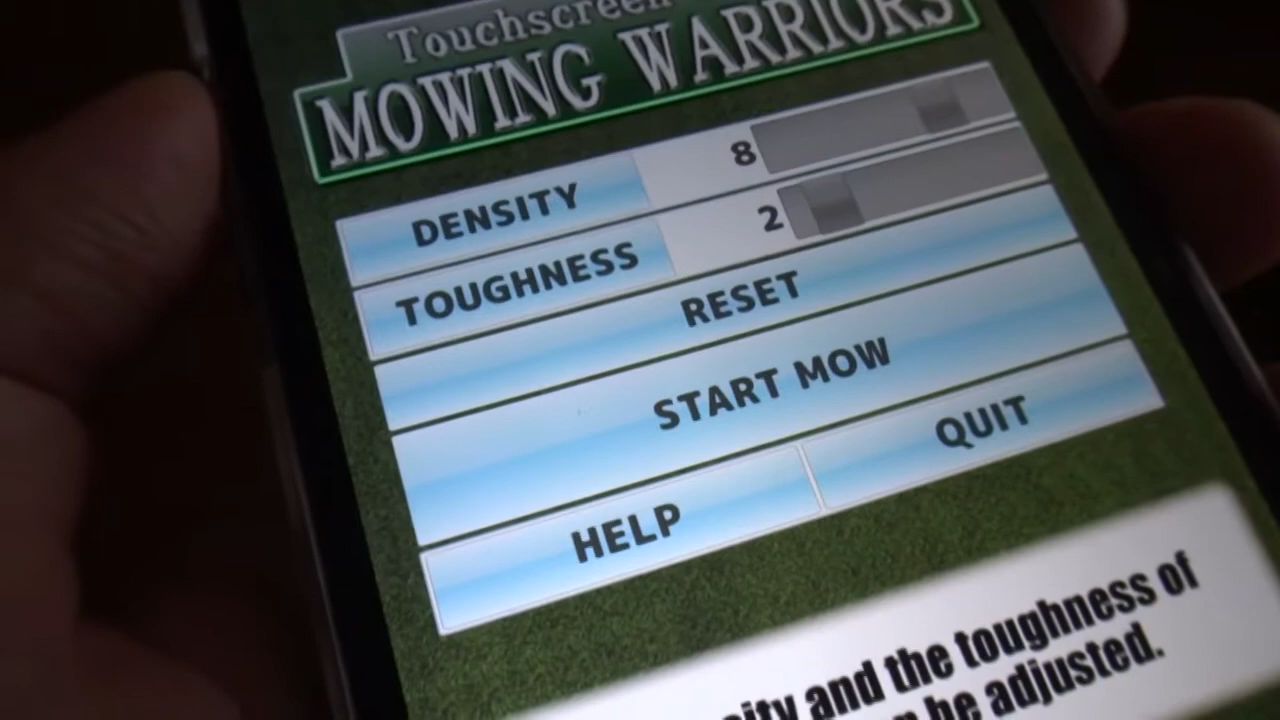 Touchscreen
MOWING WARRIORS
DENSITY 8
TOUGHNESS 2
RESET
START MOW
HELP QUIT
and the toughness of
be adjusted.